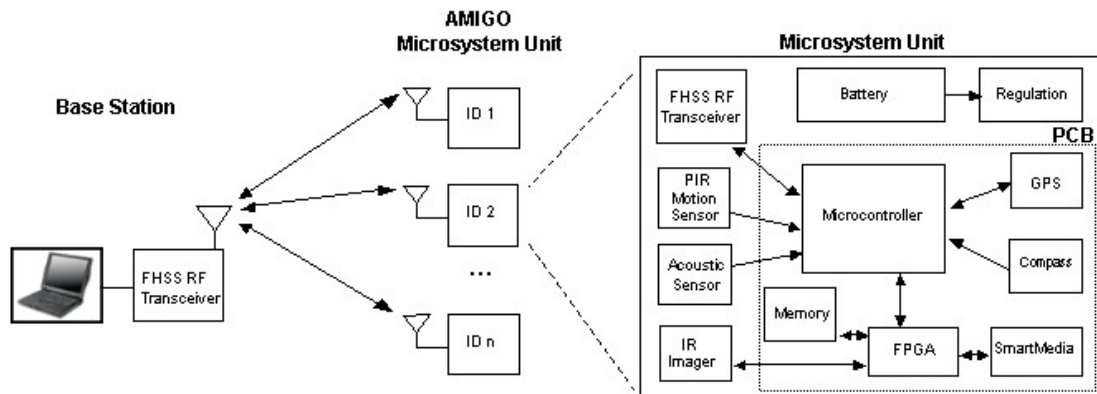 AMIGO
Microsystem Unit
Base Station
FHSS RF
Transceiver
ID 1
ID 2
...
ID n
Microsystem Unit
FHSS RF
Transceiver
Battery
Regulation
PCB
PIR
Motion
Sensor
Microcontroller
GPS
Acoustic
Sensor
Compass
Memory
IR
Imager
FPGA
SmartMedia